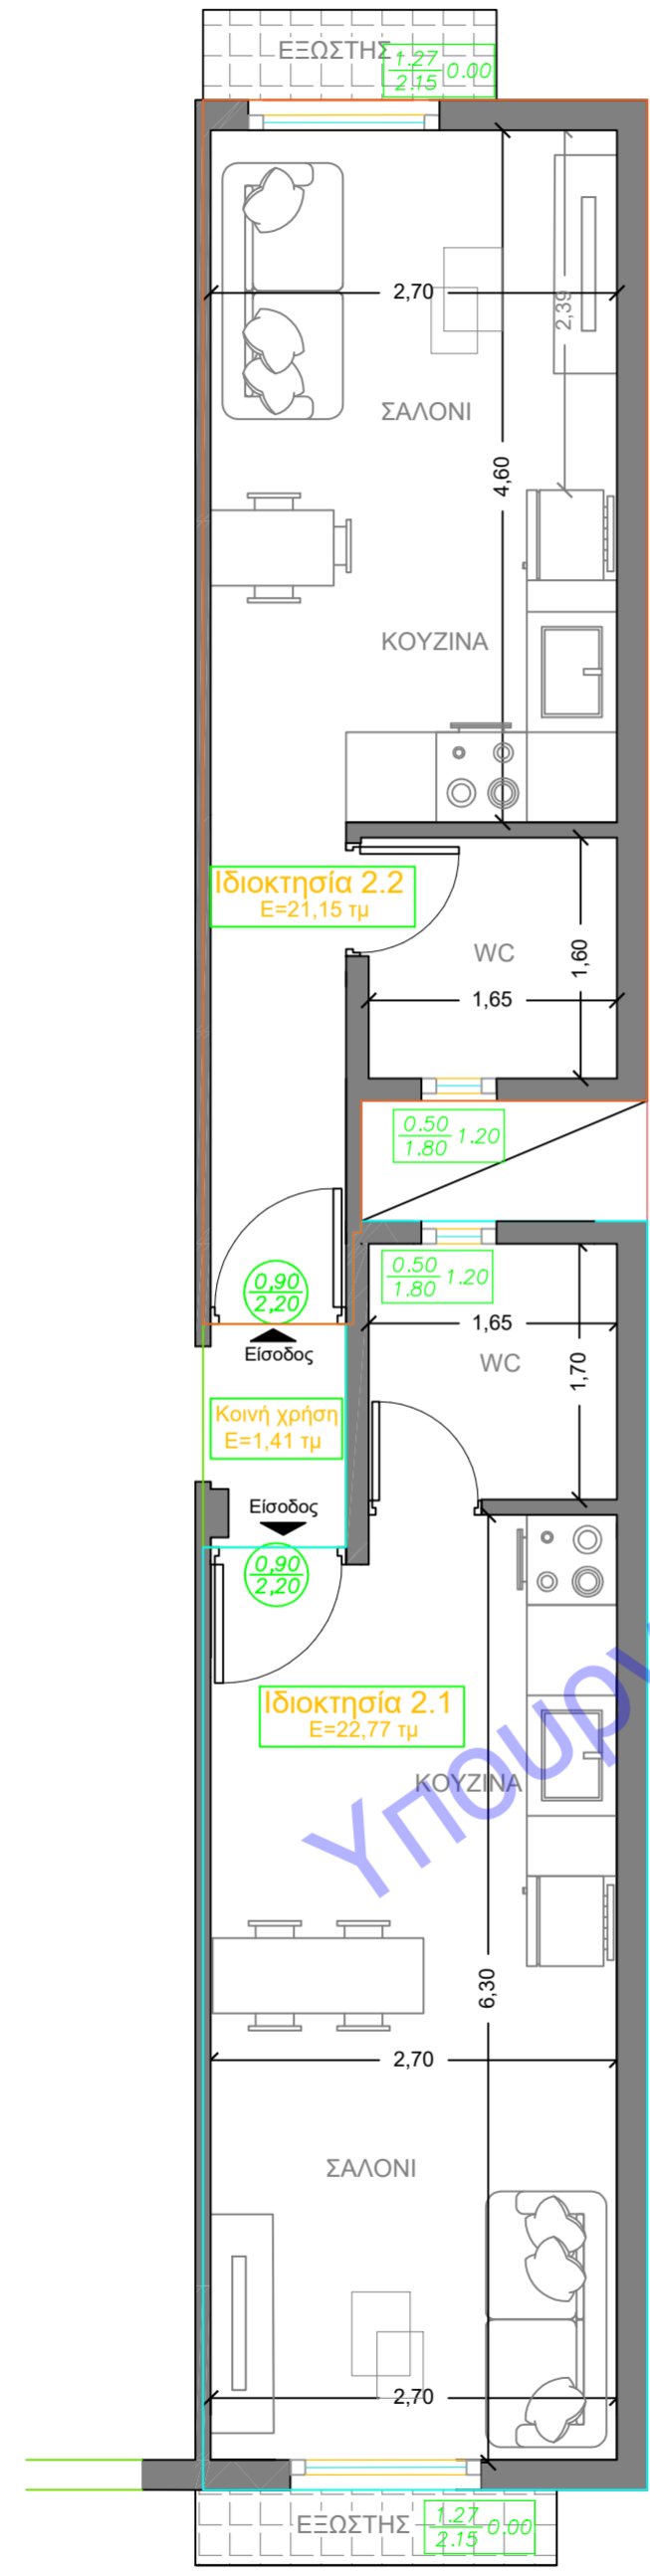 ΕΞΩΣΤΗΣ
1.27
2.15 0.00
2,70
2,39
ΣΑΛΟΝΙ
4,60
ΚΟΥΖΙΝΑ
Ιδιοκτησία 2.2
Ε=21,15 τμ
WC
1,60
1,65
0.50
1.80 1.20
0.50
1.80 1.20
0,90
2,20
Είσοδος
1,65
WC
1,70
Κοινή χρήση
Ε=1,41 τμ
Είσοδος
0,90
2,20
Ιδιοκτησία 2.1
Ε=22,77 τμ
ΚΟΥΖΙΝΑ
6,30
2,70
ΣΑΛΟΝΙ
2,70
ΕΞΩΣΤΗΣ
1.27
2.15 0.00